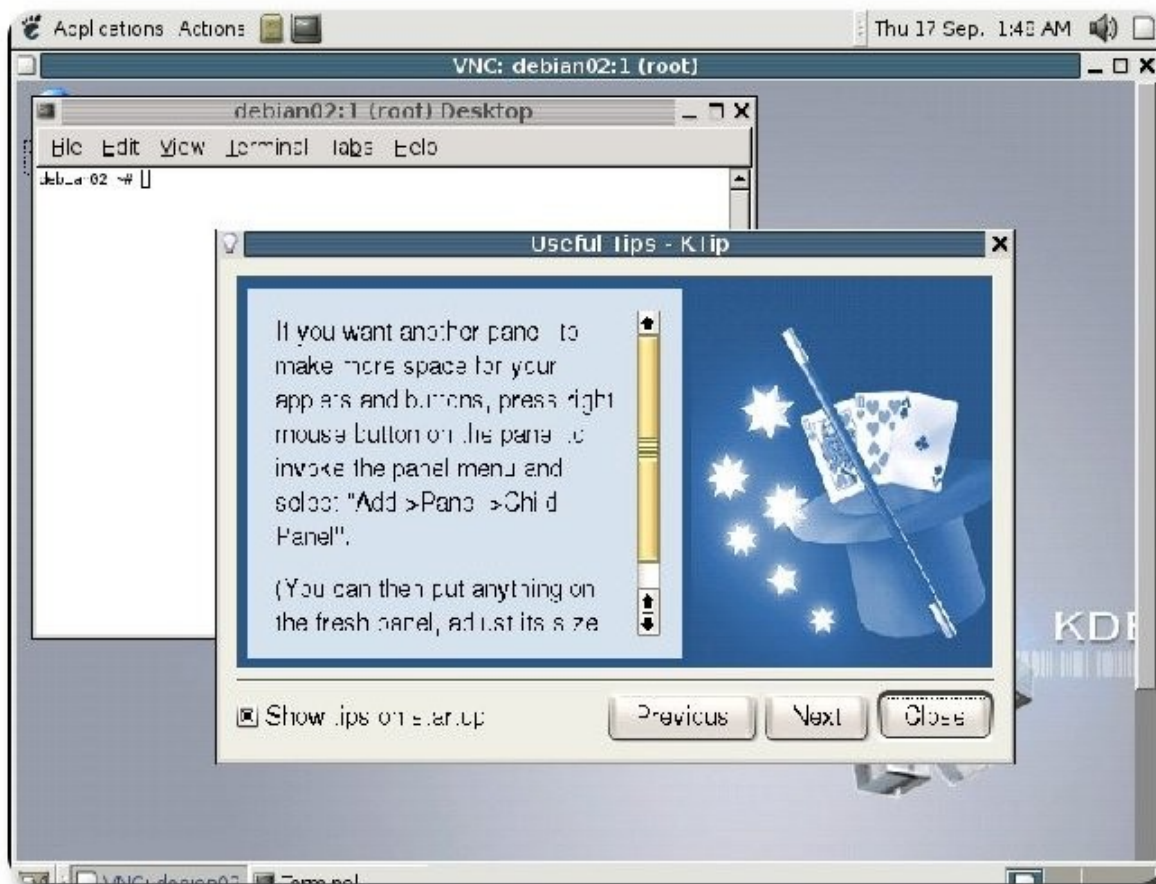 Applications Actions
Thu 17 Sep, 1:48 AM
VNC: debian02:1 (root)
debian02:1 (root) Desktop
File Edit View Terminal Tabs Help
debian02 ~#
Useful Tips - KTip
If you want another panel to
make more space for your
applets and buttons, press right
mouse button on the panel to
invoke the panel menu and
select "Add->Panel->Child
Panel".
(You can then put anything on
the fresh panel, adjust its size
KDE
Show tips on startup
Previous Next Close
VNC: debian02 Terminal